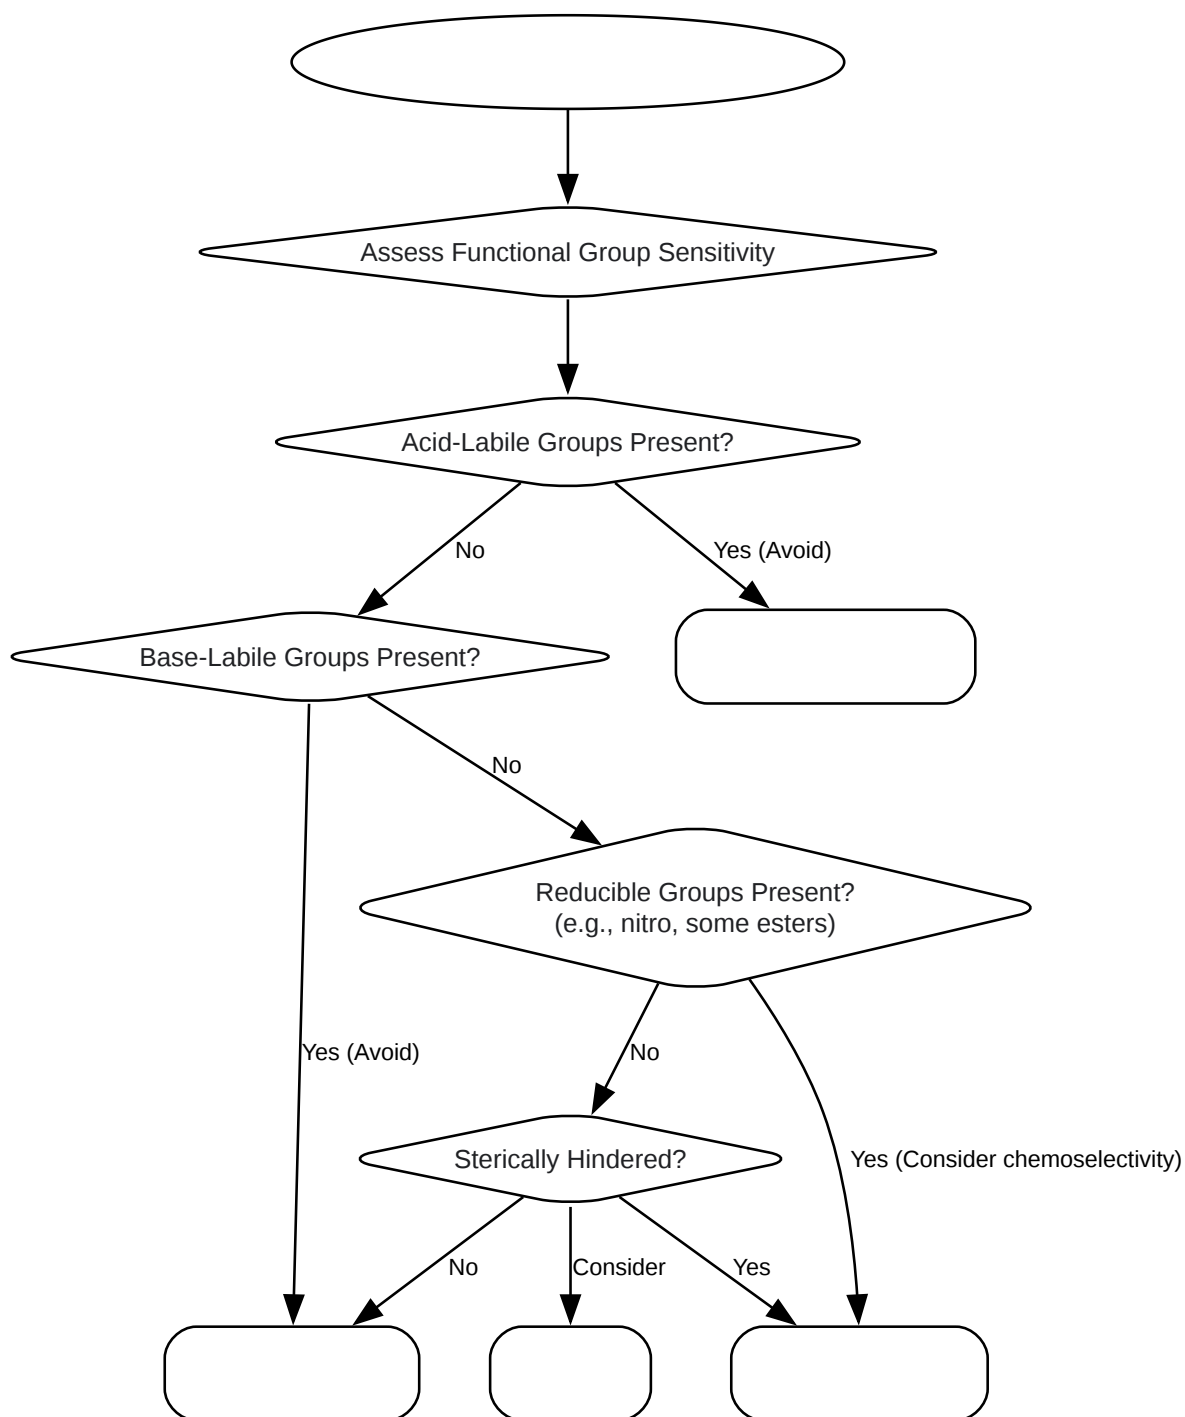 Assess Functional Group Sensitivity
Acid-Labile Groups Present?
No
Yes (Avoid)
Base-Labile Groups Present?
No
Reducible Groups Present?
(e.g., nitro, some esters)
Yes (Avoid)
No
Sterically Hindered?
Yes (Consider chemoselectivity)
No
Consider
Yes